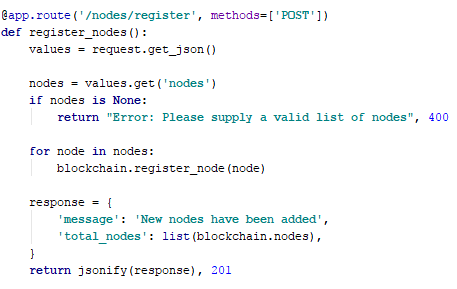 @app.route('/nodes/register', methods=['POST'])
def register_nodes():
    values = request.get_json()

    nodes = values.get('nodes')
    if nodes is None:
        return "Error: Please supply a valid list of nodes", 400

    for node in nodes:
        blockchain.register_node(node)

    response = {
        'message': 'New nodes have been added',
        'total_nodes': list(blockchain.nodes),
    }
    return jsonify(response), 201